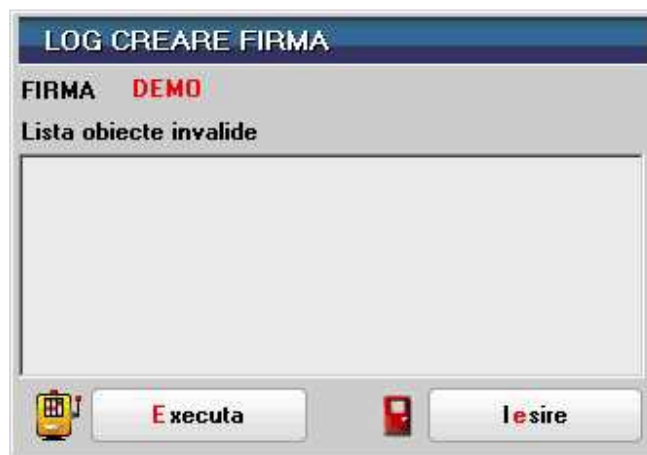 LOG CREARE FIRMA
FIRMA DEMO
Lista obiecte invalide
Executa Iesire